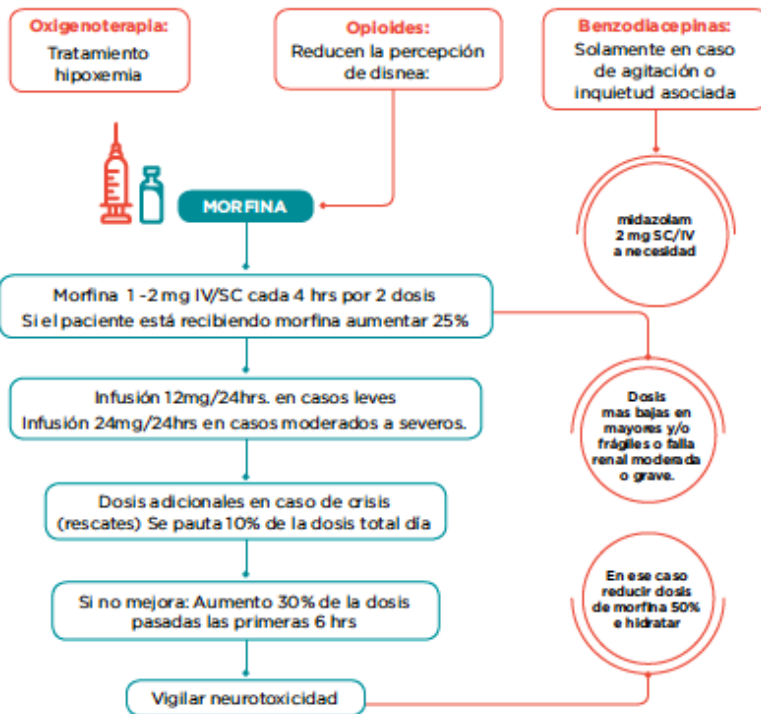 Oxigenoterapia:
Tratamiento
hipoxemia
Opioides:
Reducen la percepción
de disnea:
Benzodiacepinas:
Solamente en caso
de agitación o
inquietud asociada
MORFINA
midazolam
2 mg SC/IV
a necesidad
Morfina 1 -2 mg IV/SC cada 4 hrs por 2 dosis
Si el paciente está recibiendo morfina aumentar 25%
Dosis
mas bajas en
mayores y/o
frágiles o falla
renal moderada
o grave.
Infusión 12mg/24hrs. en casos leves
Infusión 24mg/24hrs en casos moderados a severos.
Dosis adicionales en caso de crisis
(rescates) Se pauta 10% de la dosis total día
Si no mejora: Aumento 30% de la dosis
pasadas las primeras 6 hrs
Vigilar neurotoxicidad
En ese caso
reducir dosis
de morfina 50%
e hidratar